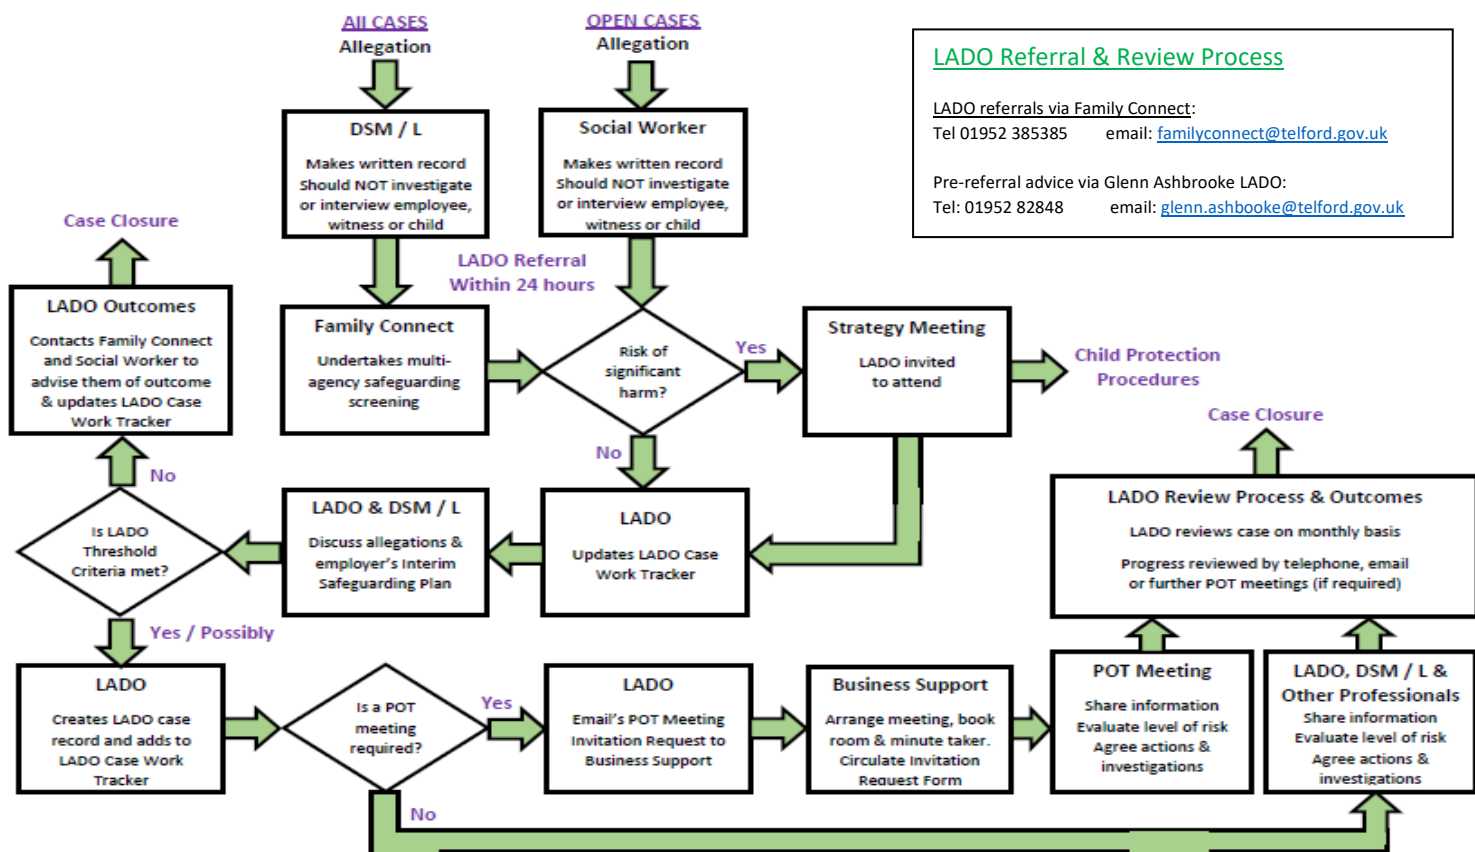 All CASES
Allegation
OPEN CASES
Allegation
LADO Referral & Review Process
LADO referrals via Family Connect:
Tel 01952 385385 email: familyconnect@telford.gov.uk
Pre-referral advice via Glenn Ashbrooke LADO:
Tel: 01952 82848 email: glenn.ashbooke@telford.gov.uk
DSM / L
Makes written record
Should NOT investigate
or interview employee,
witness or child
Social Worker
Makes written record
Should NOT investigate
or interview employee,
witness or child
LADO Referral
Within 24 hours
Case Closure
LADO Outcomes
Contacts Family Connect
and Social Worker to
advise them of outcome
& updates LADO Case
Work Tracker
Family Connect
Undertakes multi-
agency safeguarding
screening
Risk of
significant
harm?
Yes
Strategy Meeting
LADO invited
to attend
Child Protection
Procedures
No
No
Is LADO
Threshold
Criteria met?
LADO & DSM / L
Discuss allegations &
employer's Interim
Safeguarding Plan
LADO
Updates LADO Case
Work Tracker
Case Closure
LADO Review Process & Outcomes
LADO reviews case on monthly basis
Progress reviewed by telephone, email
or further POT meetings (if required)
Yes / Possibly
LADO
Creates LADO case
record and adds to
LADO Case Work
Tracker
Is a POT
meeting
required?
Yes
No
LADO
Email's POT Meeting
Invitation Request to
Business Support
Business Support
Arrange meeting, book
room & minute taker.
Circulate Invitation
Request Form
POT Meeting
Share information
Evaluate level of risk
Agree actions &
investigations
LADO, DSM / L &
Other Professionals
Share information
Evaluate level of risk
Agree actions &
investigations